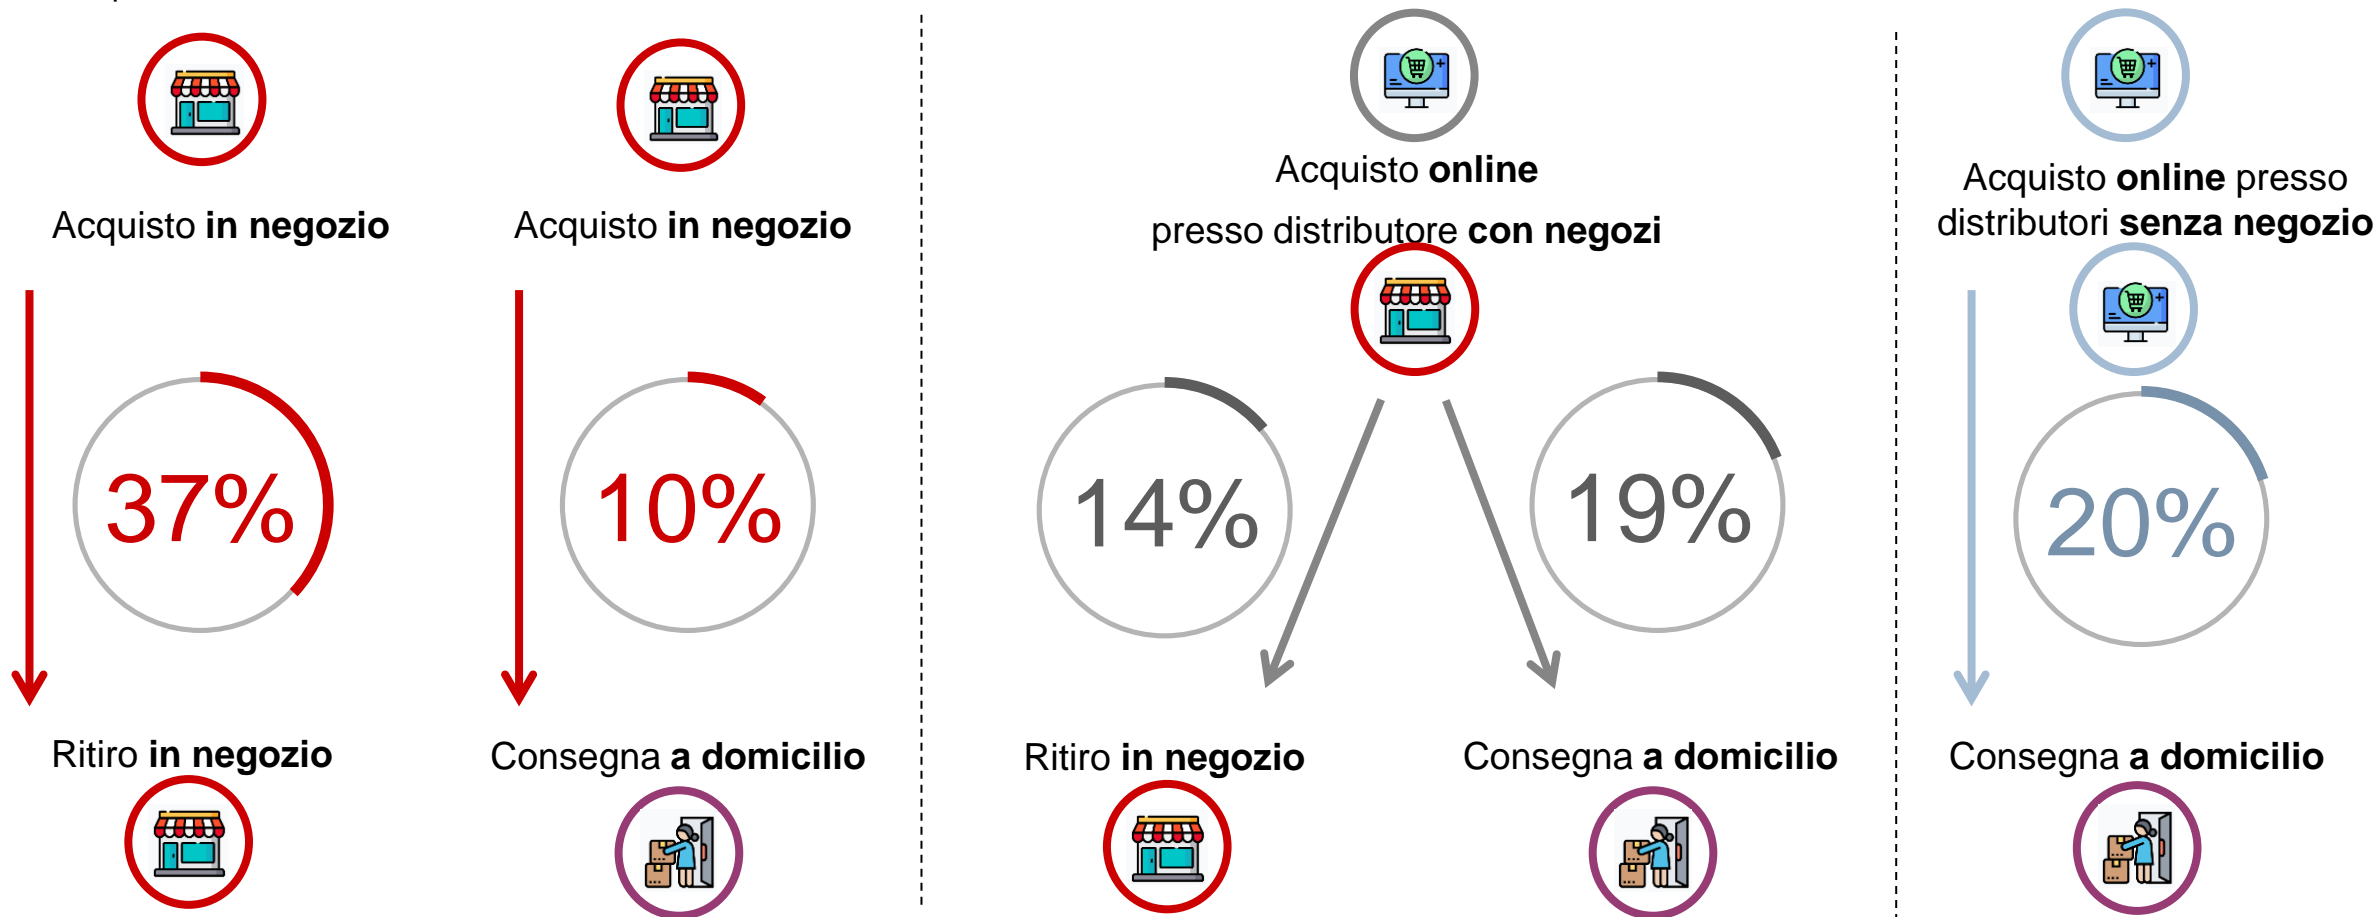 Acquisto in negozio
Acquisto in negozio
Acquisto online
presso distributore con negozi
Acquisto online presso
distributori senza negozio
37%
10%
14%
19%
20%
Ritiro in negozio
Consegna a domicilio
Ritiro in negozio
Consegna a domicilio
Consegna a domicilio